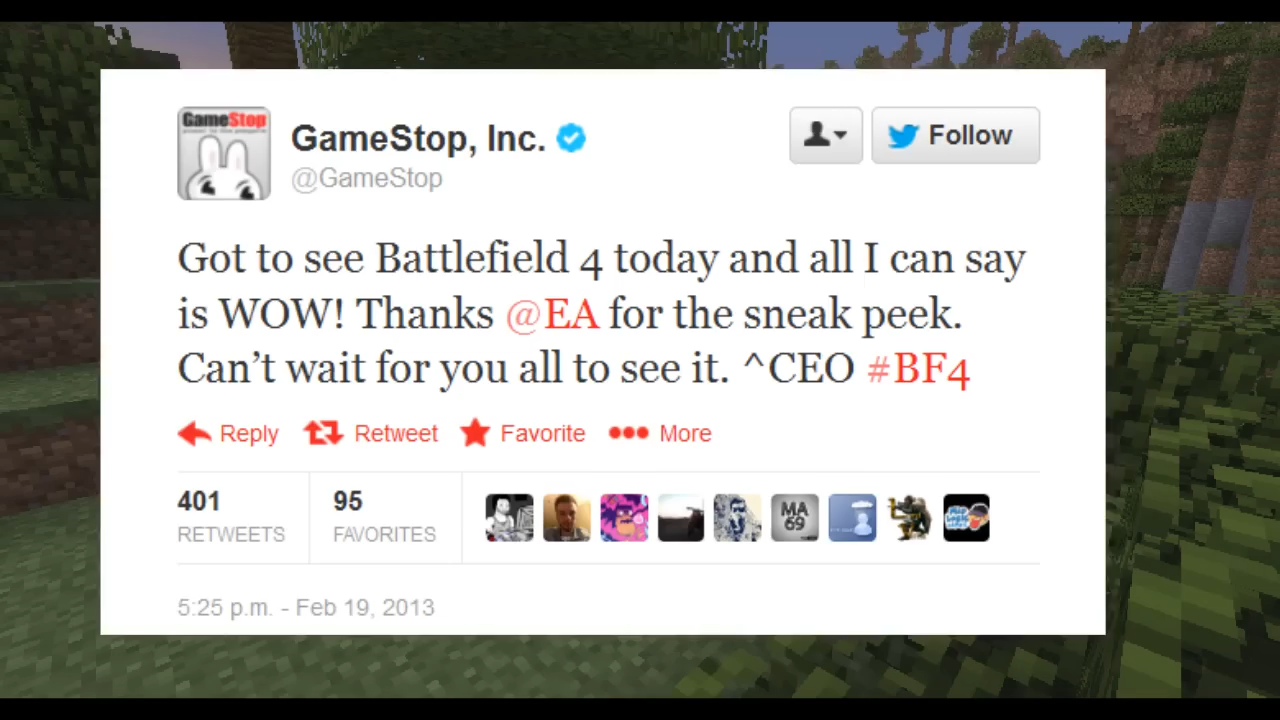 GameStop
GameStop, Inc.
@GameStop
Follow
Got to see Battlefield 4 today and all I can say
is WOW! Thanks @EA for the sneak peek.
Can’t wait for you all to see it. ^CEO #BF4
Reply Retweet Favorite More
401 95
RETWEETS FAVORITES
MA
69
5:25 p.m. - Feb 19, 2013